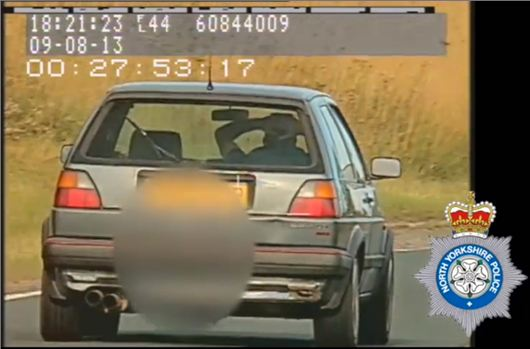 18:21:23 E44 60844009
09-08-13
00:27:53:17
NORTH YORKSHIRE POLICE